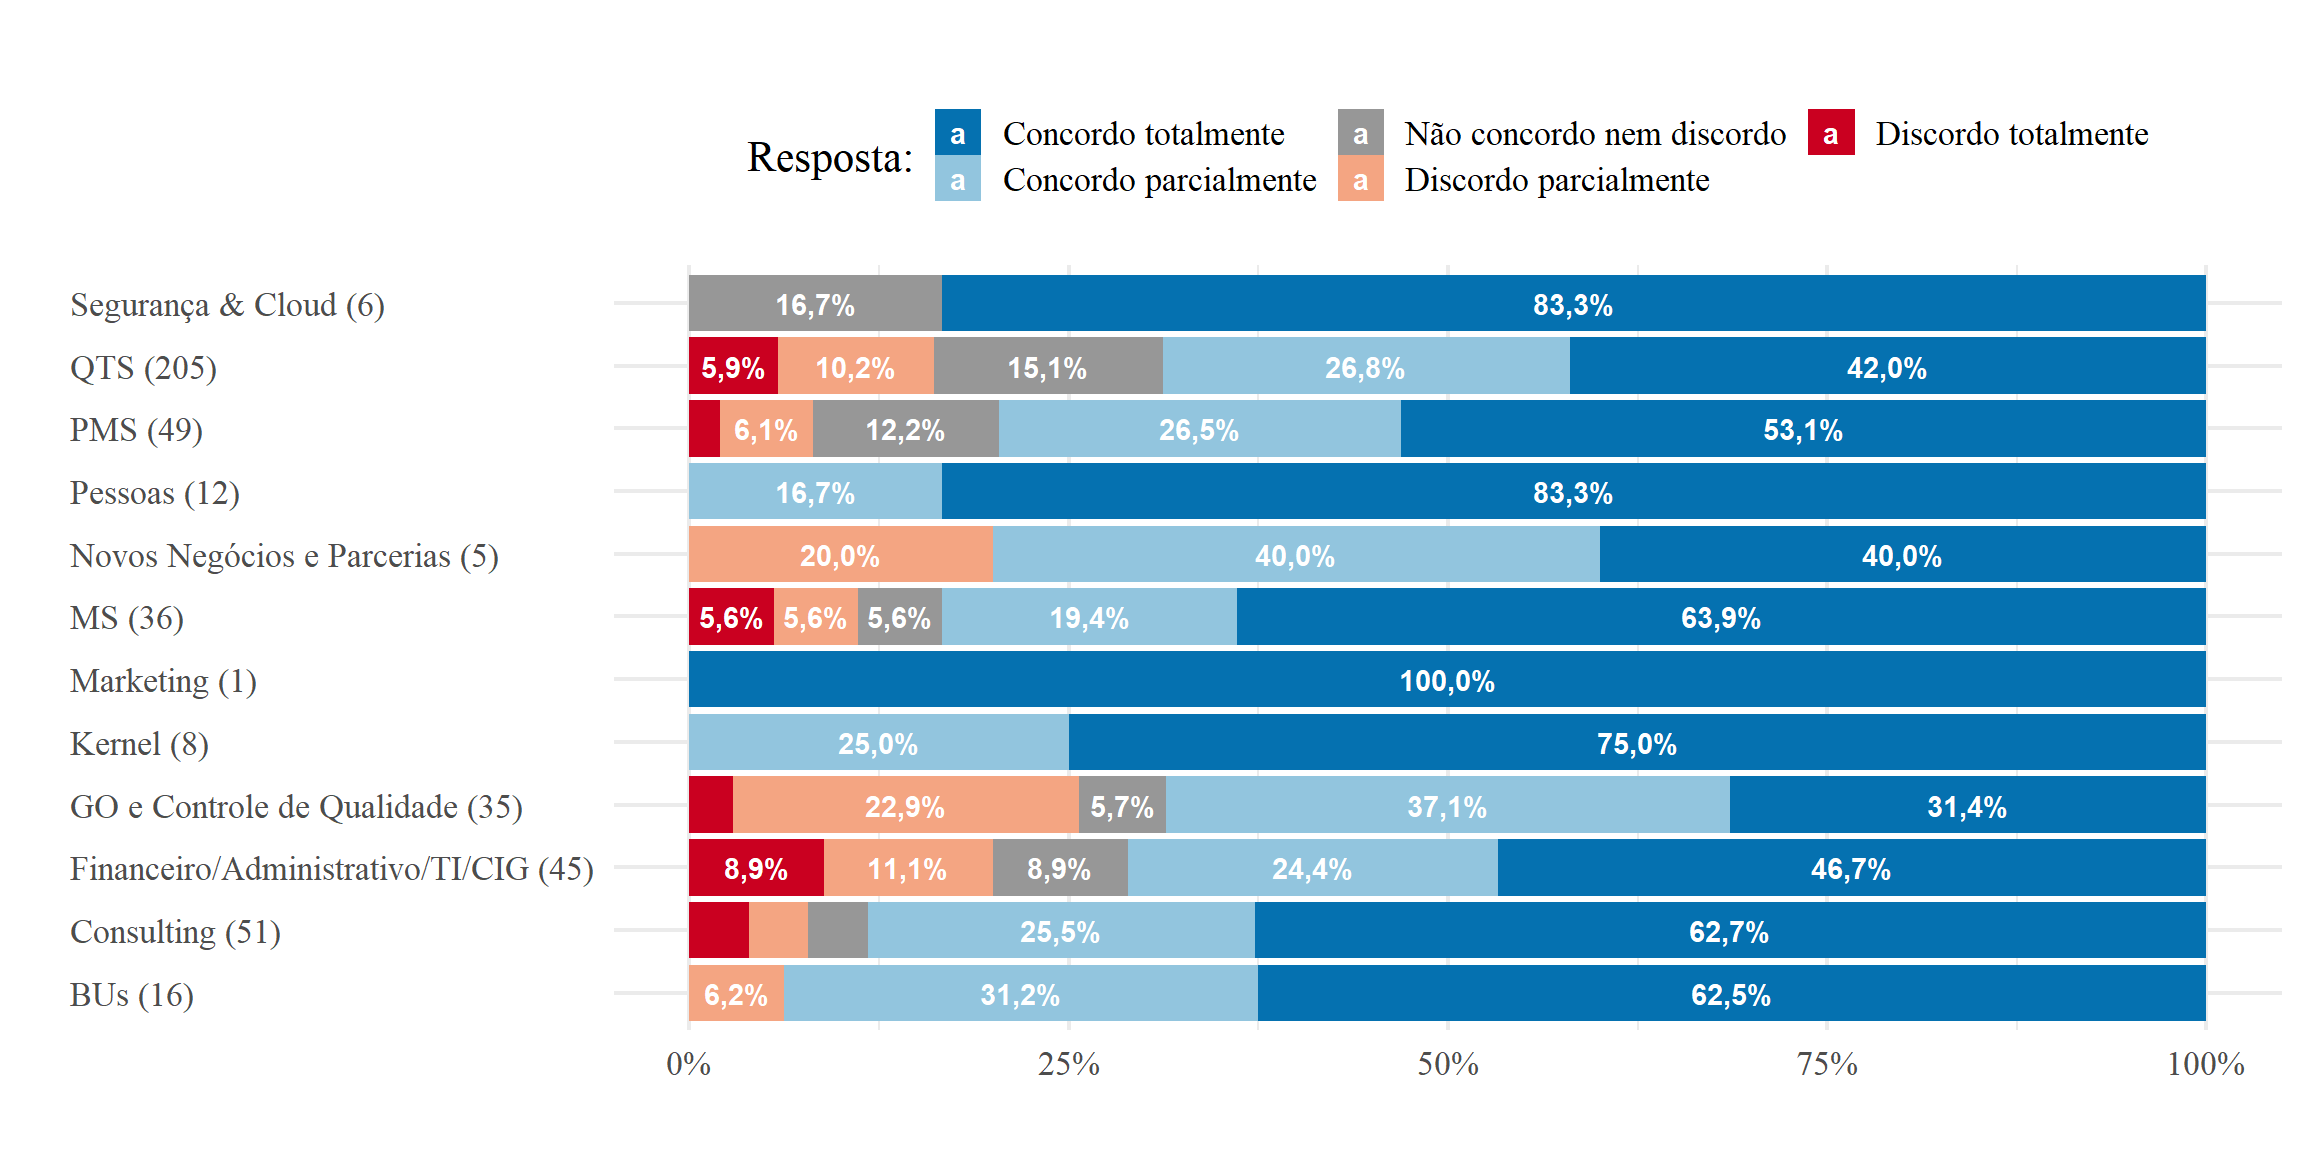 Resposta:
a Concordo totalmente a Não concordo nem discordo a Discordo totalmente
a Concordo parcialmente a Discordo parcialmente
Segurança & Cloud (6) 16,7% 83,3%
QTS (205) 5,9% 10,2% 15,1% 26,8% 42,0%
PMS (49) 6,1% 12,2% 26,5% 53,1%
Pessoas (12) 16,7% 83,3%
Novos Negócios e Parcerias (5) 20,0% 40,0% 40,0%
MS (36) 5,6% 5,6% 5,6% 19,4% 63,9%
Marketing (1) 100,0%
Kernel (8) 25,0% 75,0%
GO e Controle de Qualidade (35) 22,9% 5,7% 37,1% 31,4%
Financeiro/Administrativo/TI/CIG (45) 8,9% 11,1% 8,9% 24,4% 46,7%
Consulting (51) 25,5% 62,7%
BUs (16) 6,2% 31,2% 62,5%
0% 25% 50% 75% 100%